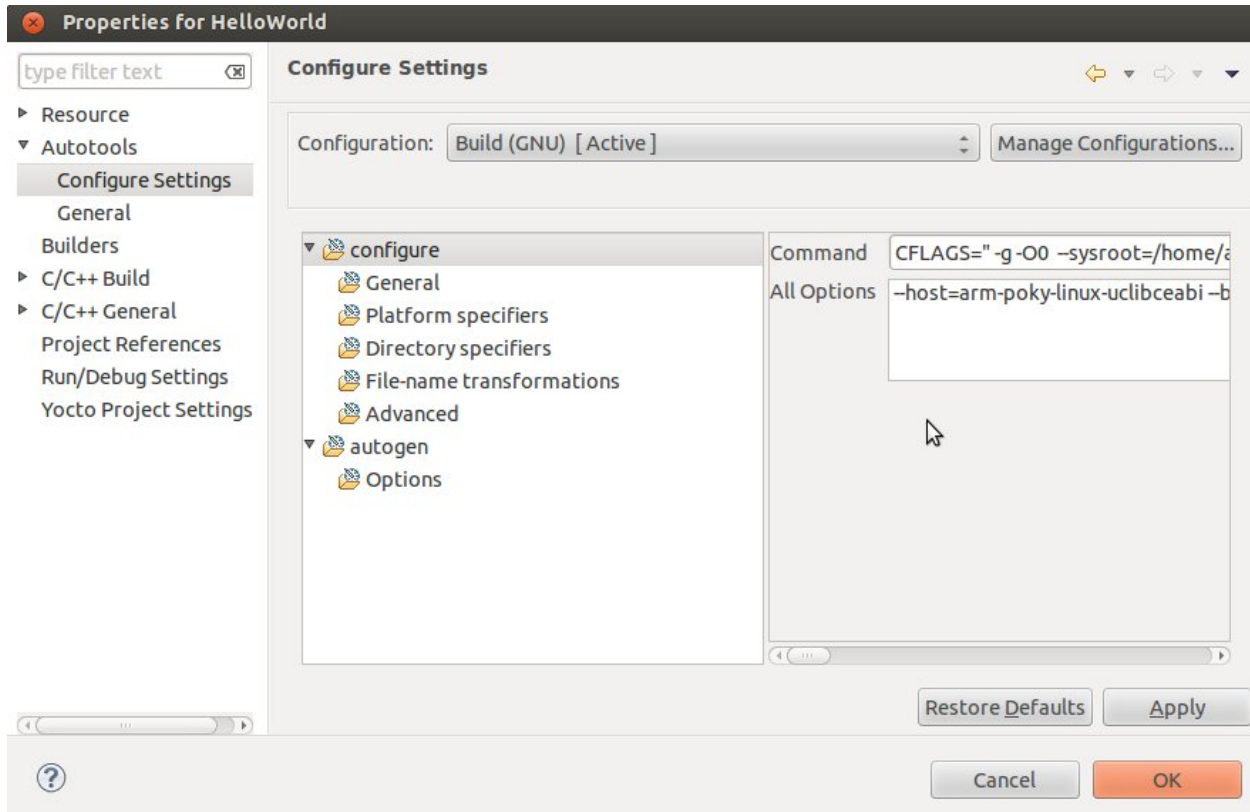 Properties for HelloWorld
type filter text
Resource
Autotools
Configure Settings
General
Builders
C/C++ Build
C/C++ General
Project References
Run/Debug Settings
Yocto Project Settings
Configure Settings
Configuration: Build (GNU) [ Active ] Manage Configurations...
configure
General
Platform specifiers
Directory specifiers
File-name transformations
Advanced
autogen
Options
Command CFLAGS=" -g -O0 --sysroot=/home/a
All Options --host=arm-poky-linux-uclibceabi --b
Restore Defaults Apply
Cancel OK